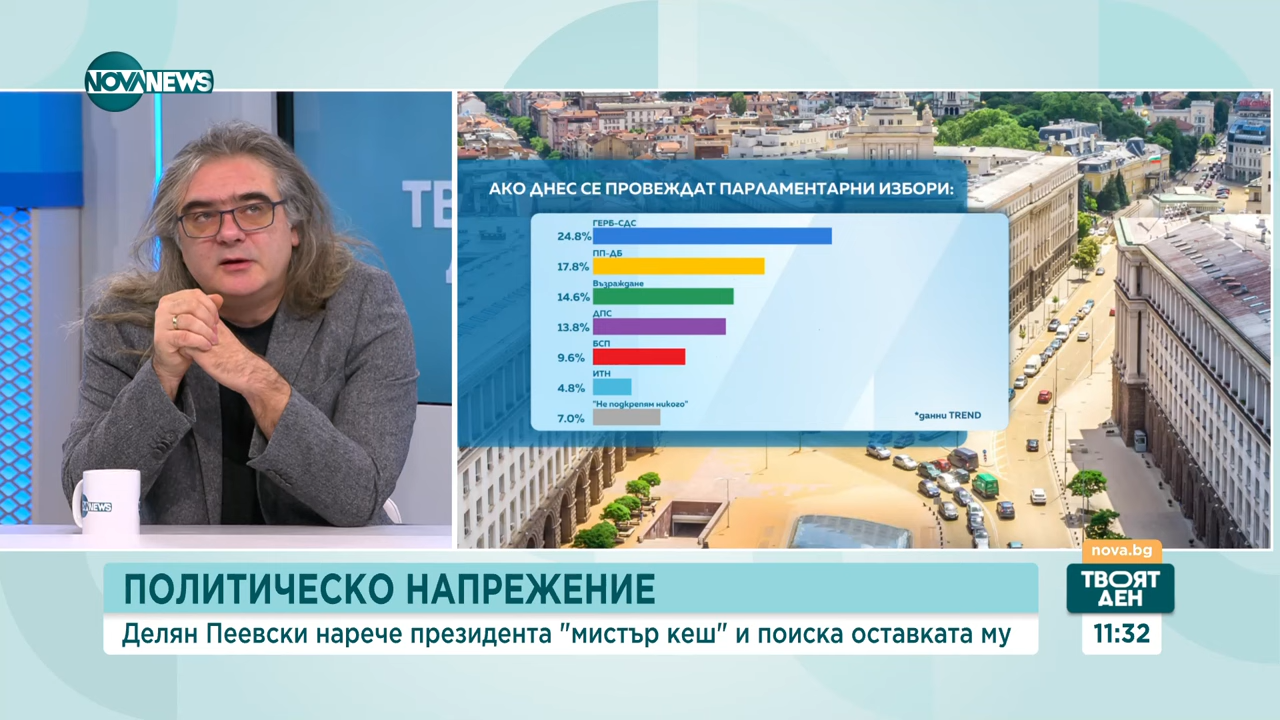 NOVANEWS
ТВ
АКО ДНЕС СЕ ПРОВЕЖДАТ ПАРЛАМЕНТАРНИ ИЗБОРИ:
ГЕРБ-СДС
24.8%
ПП-ДБ
17.8%
Възраждане
14.6%
ДПС
13.8%
БСП
9.6%
ИТН
4.8%
"Не подкрепям никого"
7.0%
*данни TREND
NEWS
nova.bg
ПОЛИТИЧЕСКО НАПРЕЖЕНИЕ
ТВОЯТ
ДЕН
Делян Пеевски нарече президента "мистър кеш" и поиска оставката му
11:32